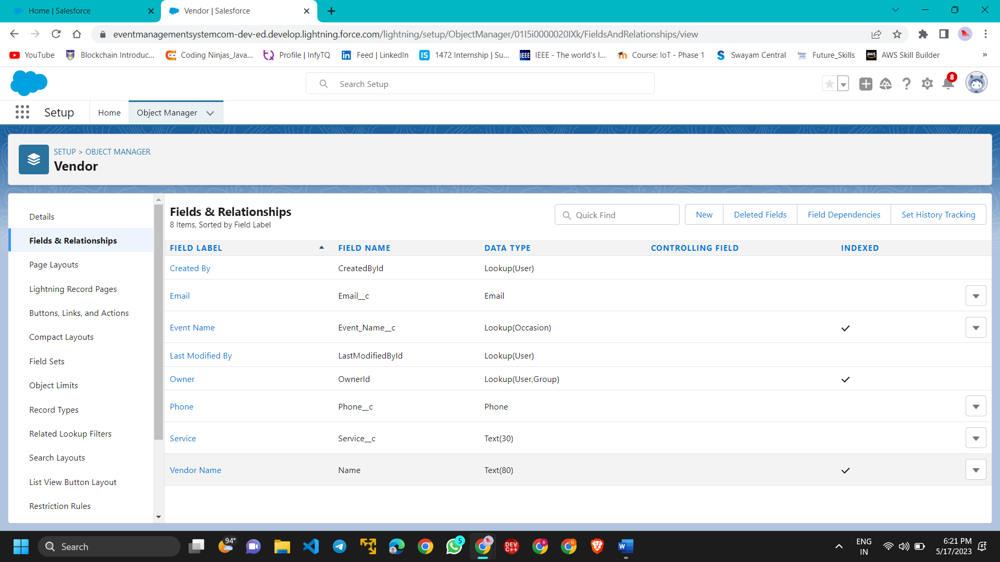 Home | Salesforce
Vendor | Salesforce
eventmanagementsystemcom-dev-ed.develop.lightning.force.com/lightning/setup/ObjectManager/01I5i0000020IXk/FieldsAndRelationships/view
YouTube
Blockchain Introduc...
Coding Ninjas_Java...
Profile | InfyTQ
Feed | LinkedIn
1472 Internship | Su...
IEEE - The world's l...
Course: IoT - Phase 1
Swayam Central
Future_Skills
AWS Skill Builder
»
Search Setup
8
Setup
Home
Object Manager
SETUP > OBJECT MANAGER
Vendor
Details
Fields & Relationships
Page Layouts
Lightning Record Pages
Buttons, Links, and Actions
Compact Layouts
Field Sets
Object Limits
Record Types
Related Lookup Filters
Search Layouts
List View Button Layout
Restriction Rules
Fields & Relationships
8 Items, Sorted by Field Label
Quick Find
New
Deleted Fields
Field Dependencies
Set History Tracking
FIELD LABEL FIELD NAME DATA TYPE CONTROLLING FIELD INDEXED
Created By CreatedById Lookup(User)
Email Email__c Email
Event Name Event_Name__c Lookup(Occasion)
Last Modified By LastModifiedById Lookup(User)
Owner OwnerId Lookup(User,Group)
Phone Phone__c Phone
Service Service__c Text(30)
Vendor Name Name Text(80)
Search
94°
5
DEV C++
B
G
W
ENG
IN
6:21 PM
5/17/2023